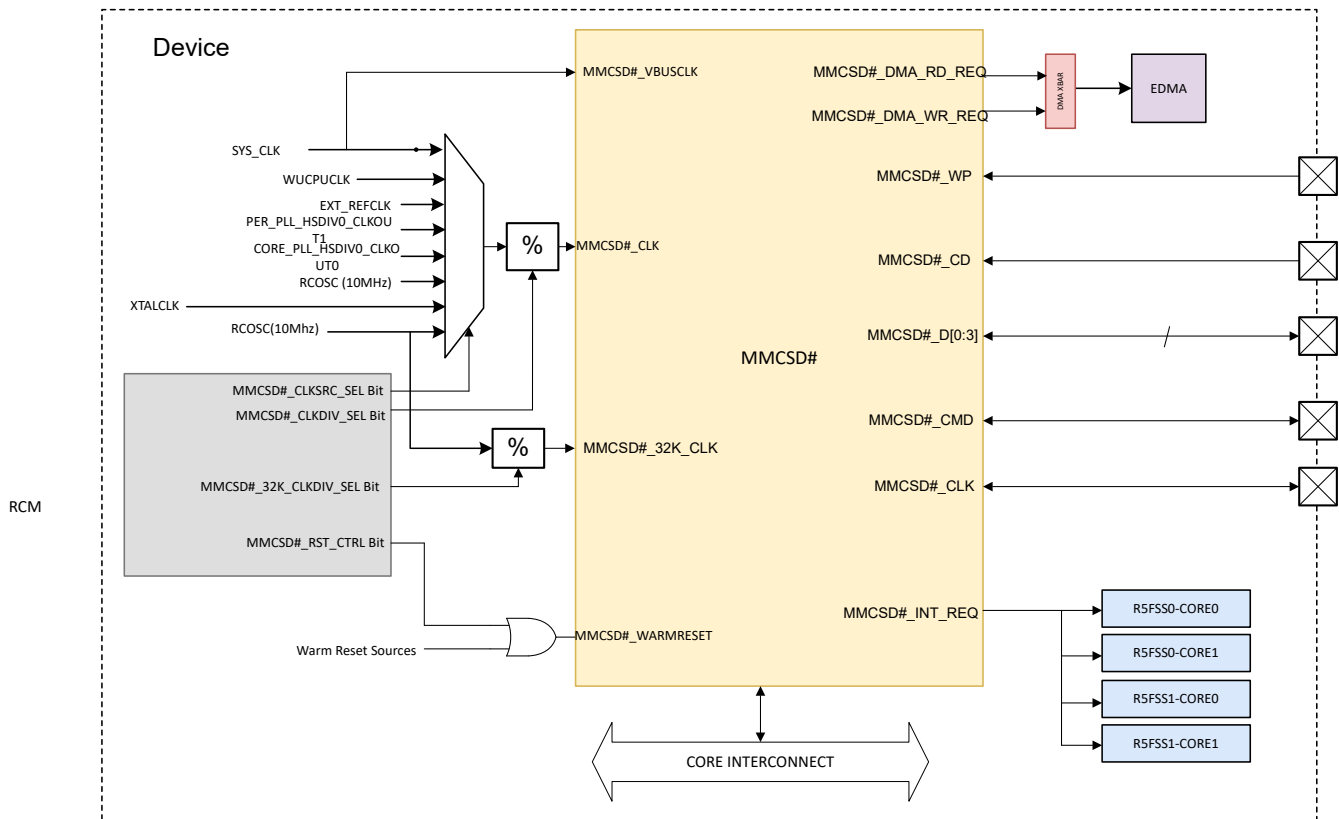 Device
MMCSD#_VBUSCLK
MMCSD#_DMA_RD_REQ
DMA XBAR
EDMA
MMCSD#_DMA_WR_REQ
SYS_CLK
WUCPUCLK
MMCSD#_WP
EXT_REFCLK
PER_PLL_HSDIV0_CLKOU
T1
CORE_PLL_HSDIV0_CLKO
UT0
%
MMCSD#_CLK
MMCSD#_CD
RCOSC (10MHz)
XTALCLK
RCOSC(10Mhz)
MMCSD#_D[0:3]
MMCSD#
MMCSD#_CLKSRC_SEL Bit
MMCSD#_CLKDIV_SEL Bit
MMCSD#_CMD
%
MMCSD#_32K_CLK
MMCSD#_32K_CLKDIV_SEL Bit
MMCSD#_CLK
RCM
MMCSD#_RST_CTRL Bit
MMCSD#_INT_REQ
R5FSS0-CORE0
MMCSD#_WARMRESET
Warm Reset Sources
R5FSS0-CORE1
R5FSS1-CORE0
R5FSS1-CORE1
CORE INTERCONNECT